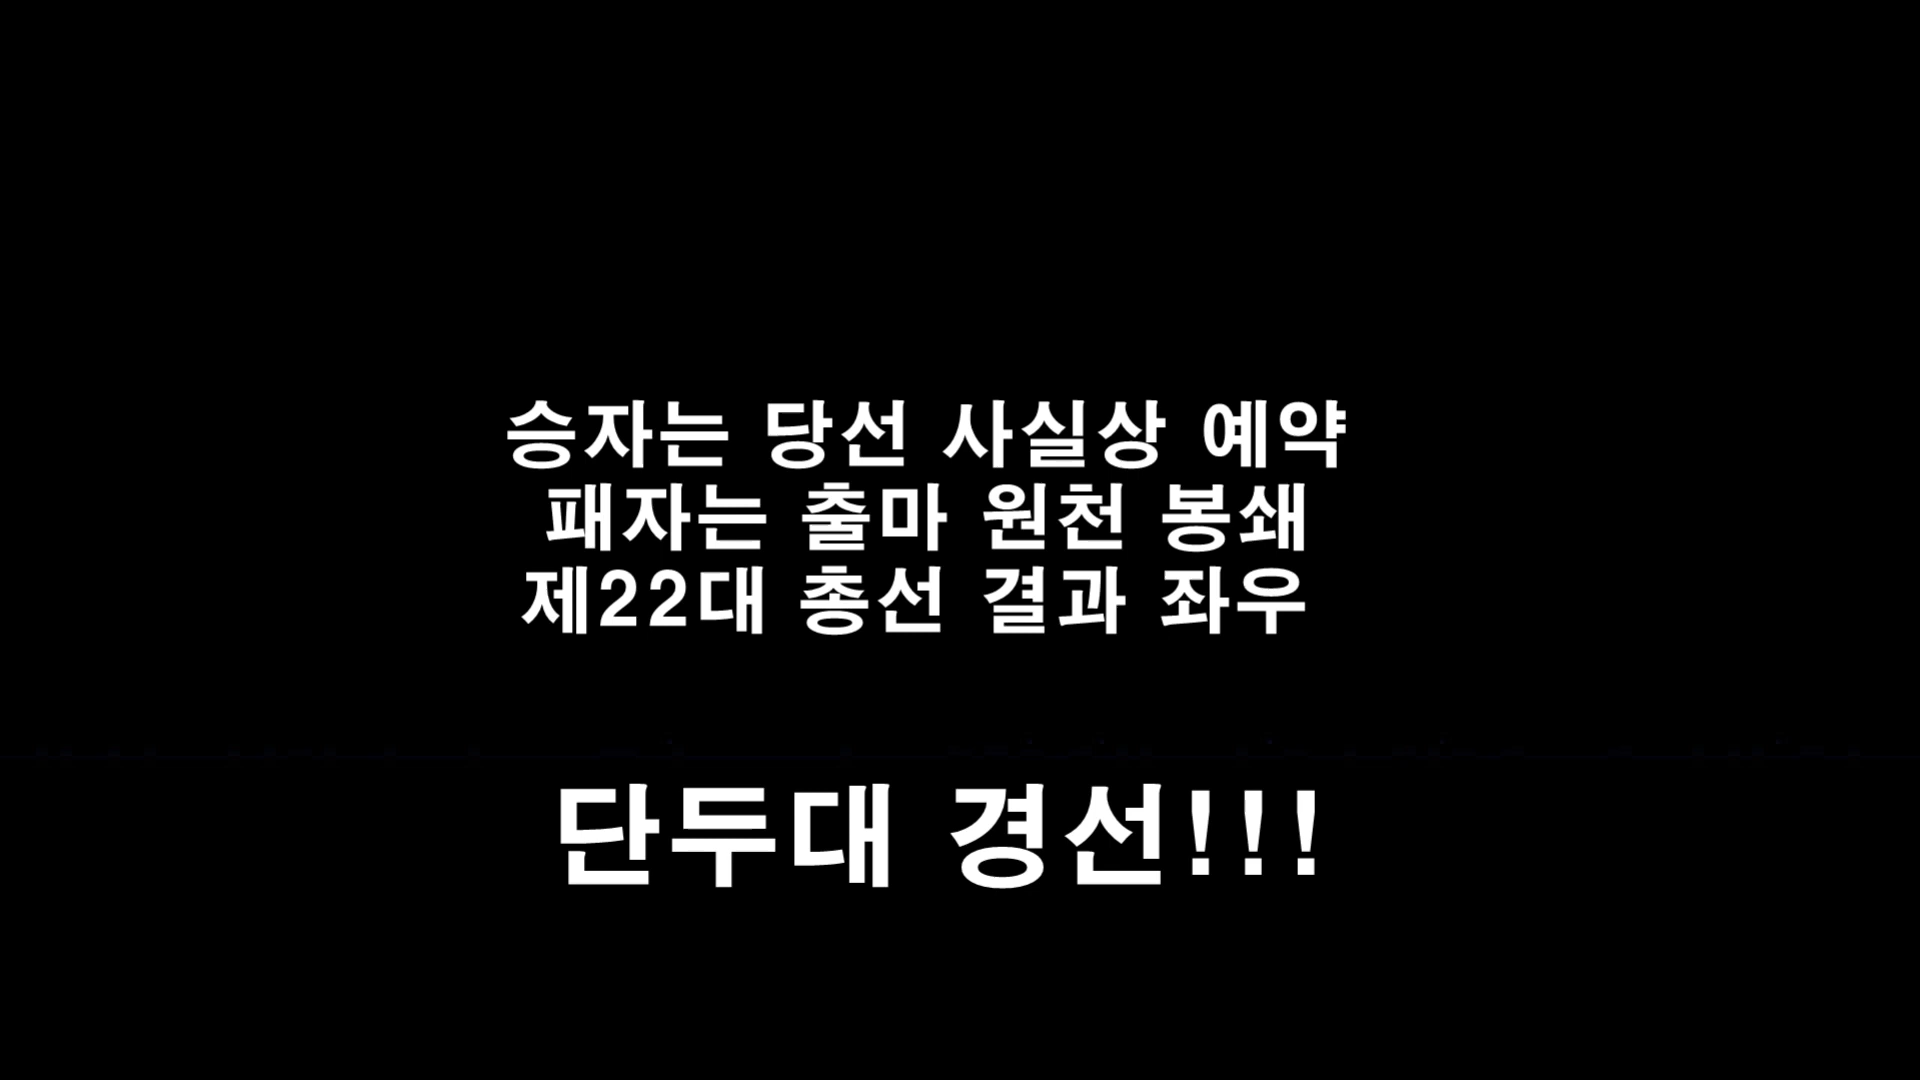 승자는 당선 사실상 예약
패자는 출마 원천 봉쇄
제22대 총선 결과 좌우
단두대 경선!!!